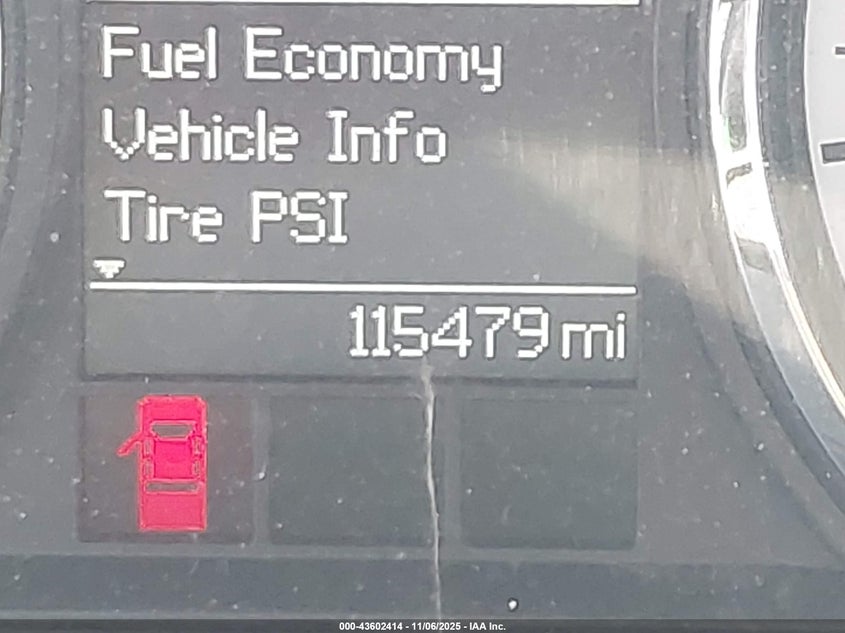 Fuel Economy
Vehicle Info
Tire PSI
115479 mi
000-43602414 - 11/06/2025 - IAA Inc.